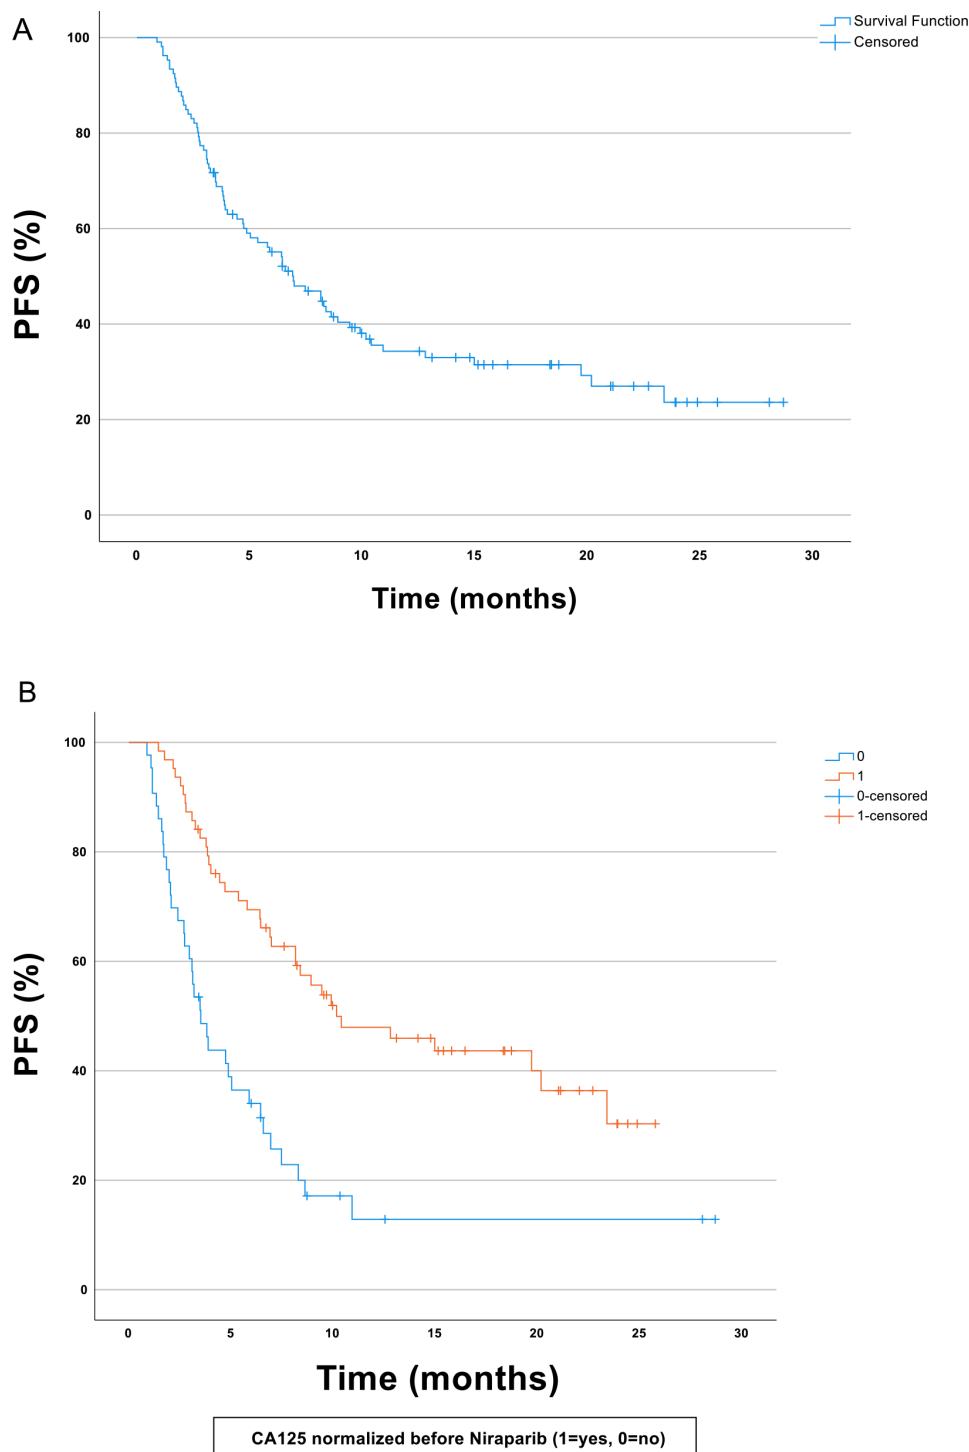 A
Survival Function
Censored
100
80
60
40
20
0
PFS (%)
0 5 10 15 20 25 30
Time (months)
B
0
1
0-censored
1-censored
100
80
60
40
20
0
PFS (%)
0 5 10 15 20 25 30
Time (months)
CA125 normalized before Niraparib (1=yes, 0=no)